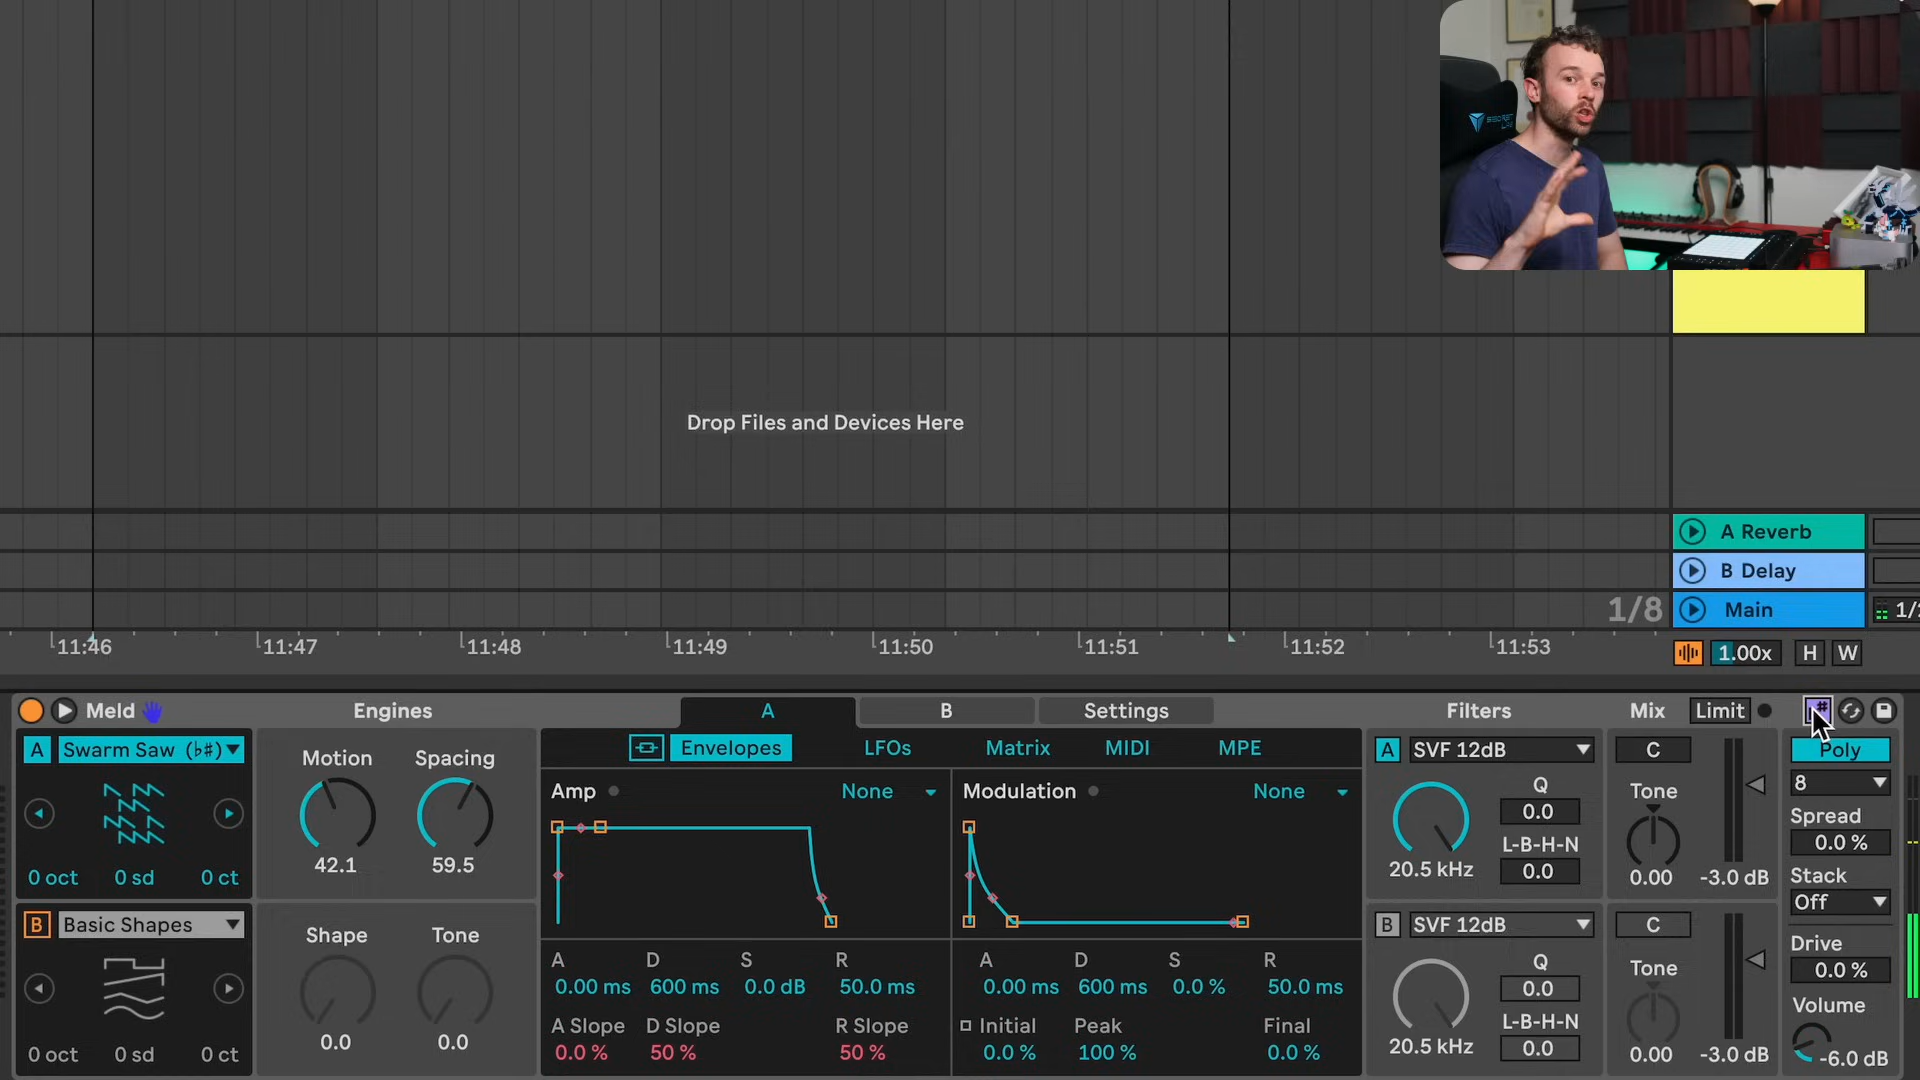 Drop Files and Devices Here
A Reverb
B Delay
1/8
Main
11:46
11:47
11:48
11:49
11:50
11:51
11:52
11:53
1.00x
H
W
Meld
Engines
A
B
Settings
Filters
Mix
Limit
A
Swarm Saw (♭♯)
Motion
Spacing
42.1
59.5
0 oct
0 sd
0 ct
B
Basic Shapes
Shape
Tone
0.0
0.0
0 oct
0 sd
0 ct
Envelopes
LFOs
Matrix
MIDI
MPE
Amp
None
Modulation
None
A
D
S
R
0.00 ms
600 ms
0.0 dB
50.0 ms
A Slope
D Slope
R Slope
0.0 %
50 %
50 %
A
D
S
R
0.00 ms
600 ms
0.0 %
50.0 ms
Initial
Peak
Final
0.0 %
100 %
0.0 %
A
SVF 12dB
Q
0.0
L-B-H-N
0.0
20.5 kHz
B
SVF 12dB
Q
0.0
L-B-H-N
0.0
20.5 kHz
C
Tone
0.00
-3.0 dB
C
Tone
0.00
-3.0 dB
Poly
8
Spread
0.0 %
Stack
Off
Drive
0.0 %
Volume
-6.0 dB